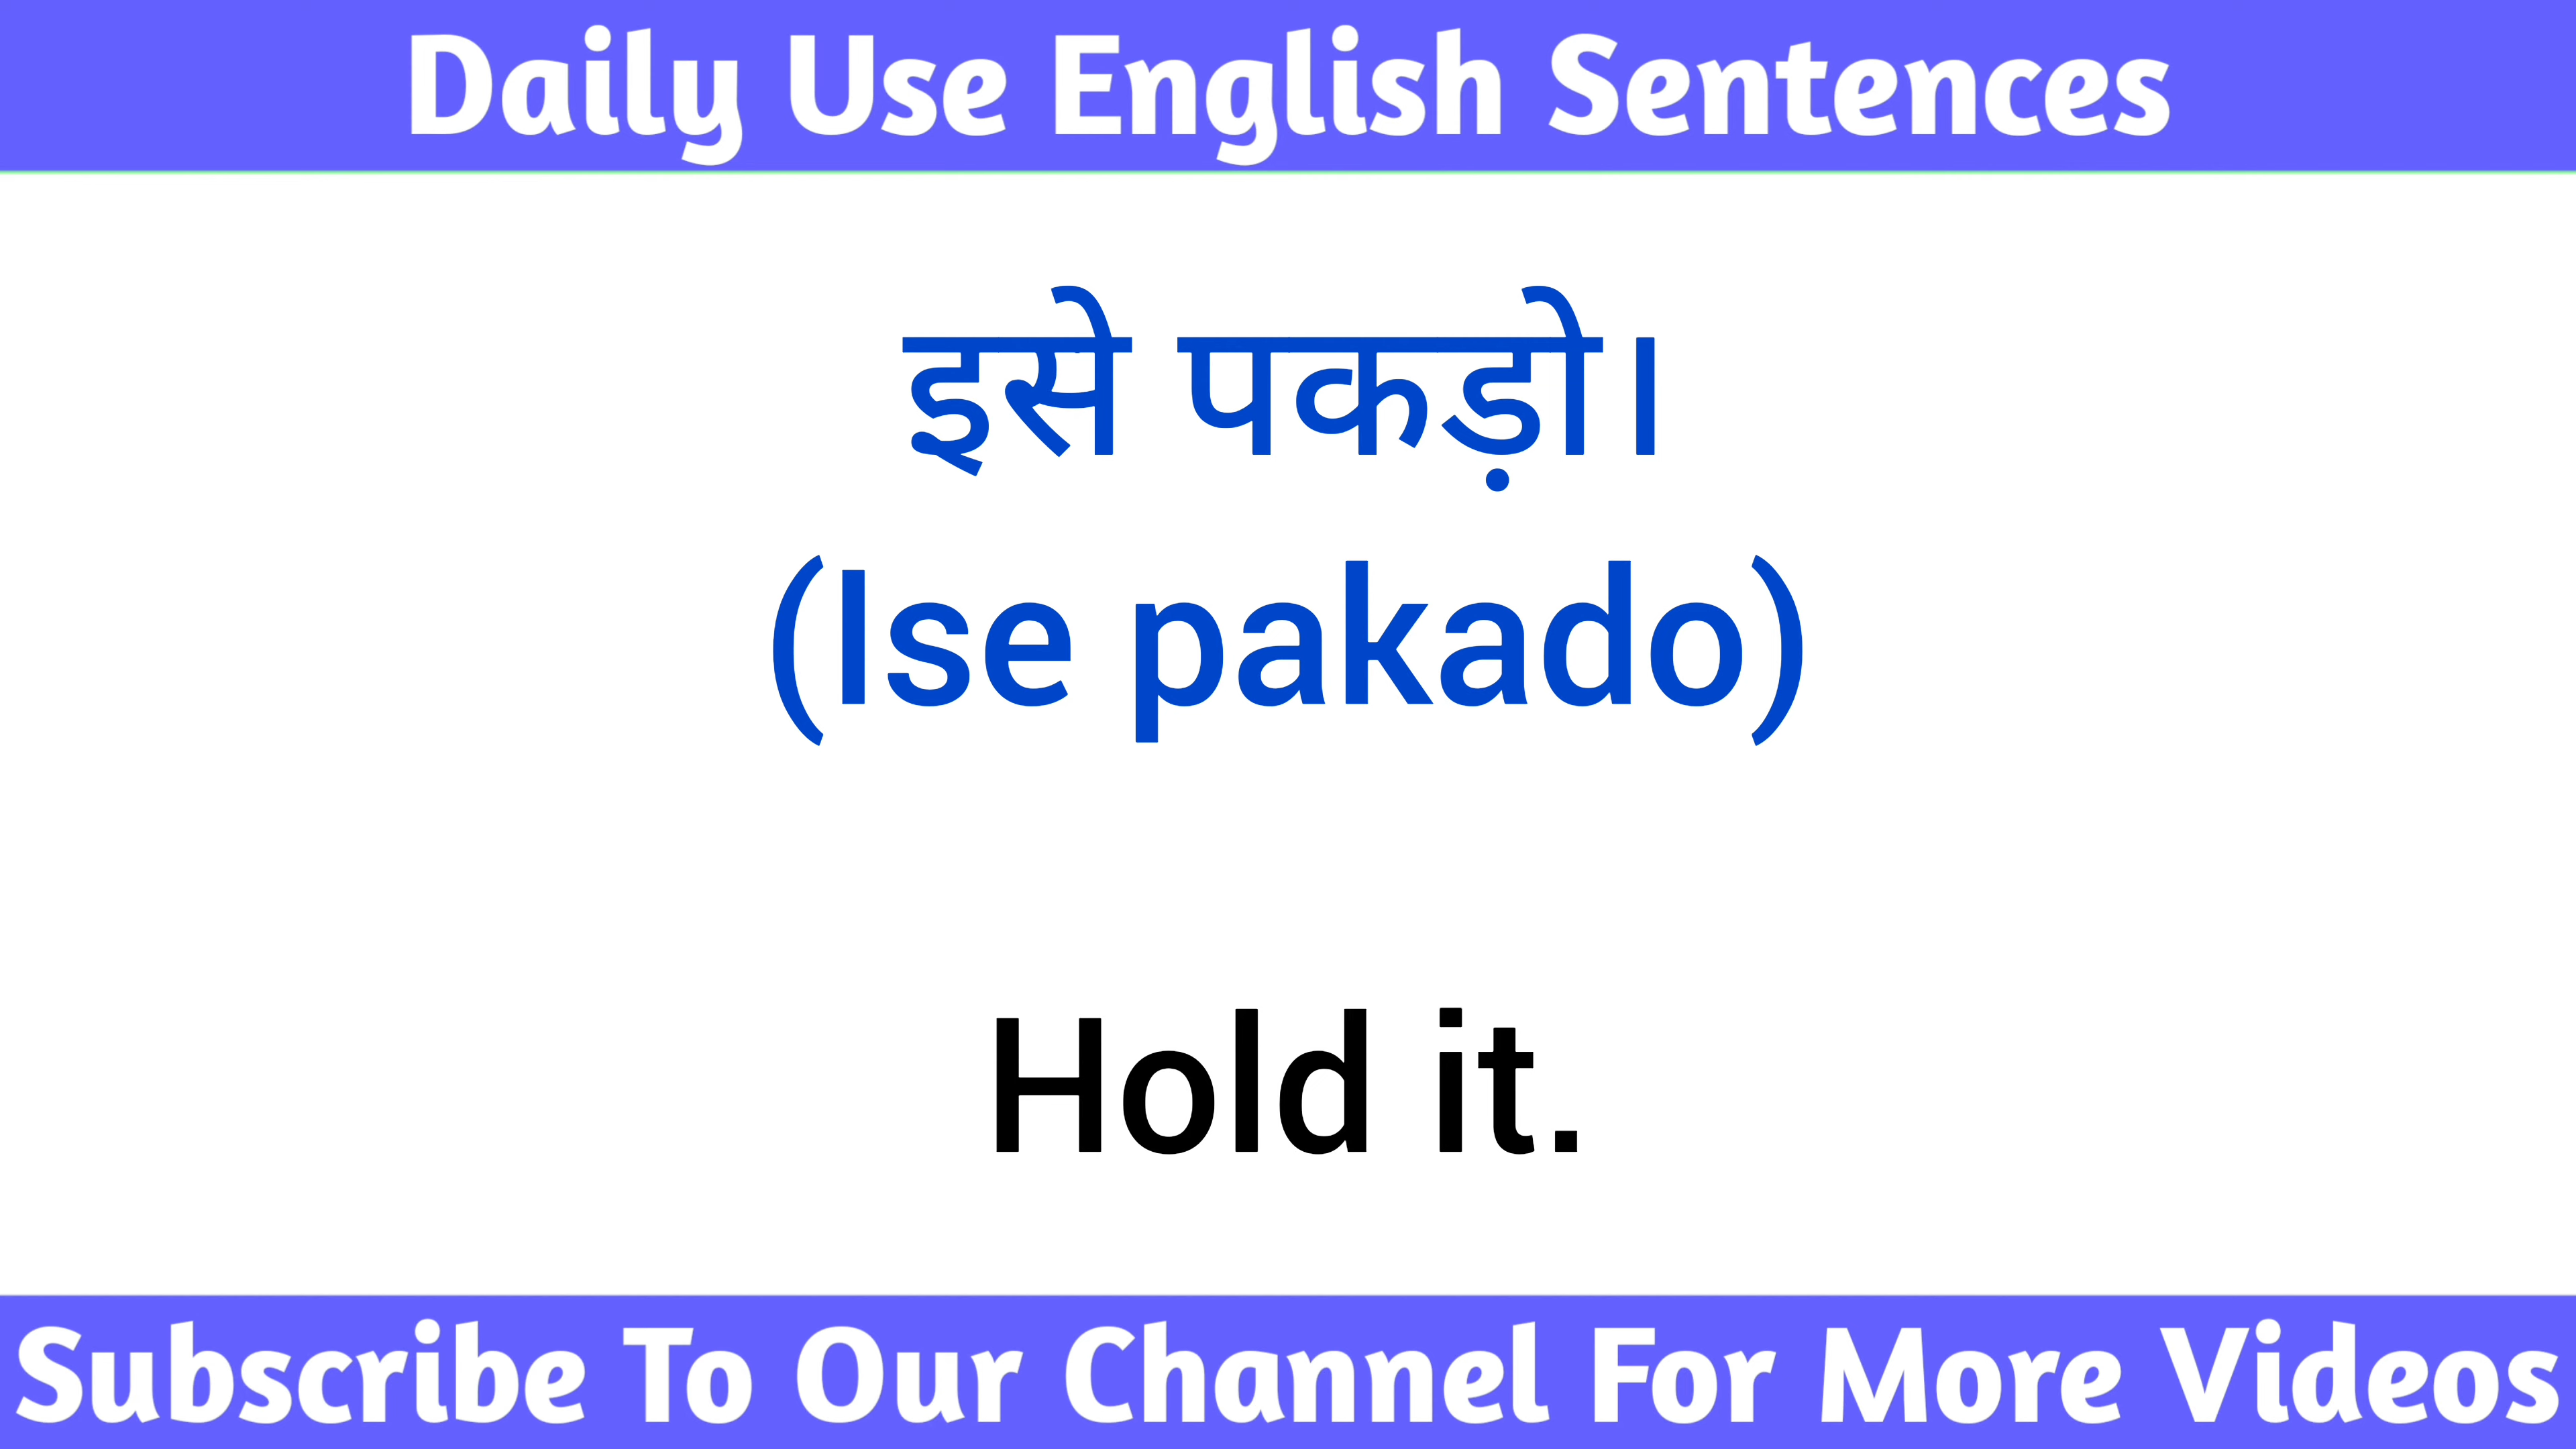 Daily Use English Sentences
इसे पकड़ो।
(Ise pakado)
Hold it.
Subscribe To Our Channel For More Videos